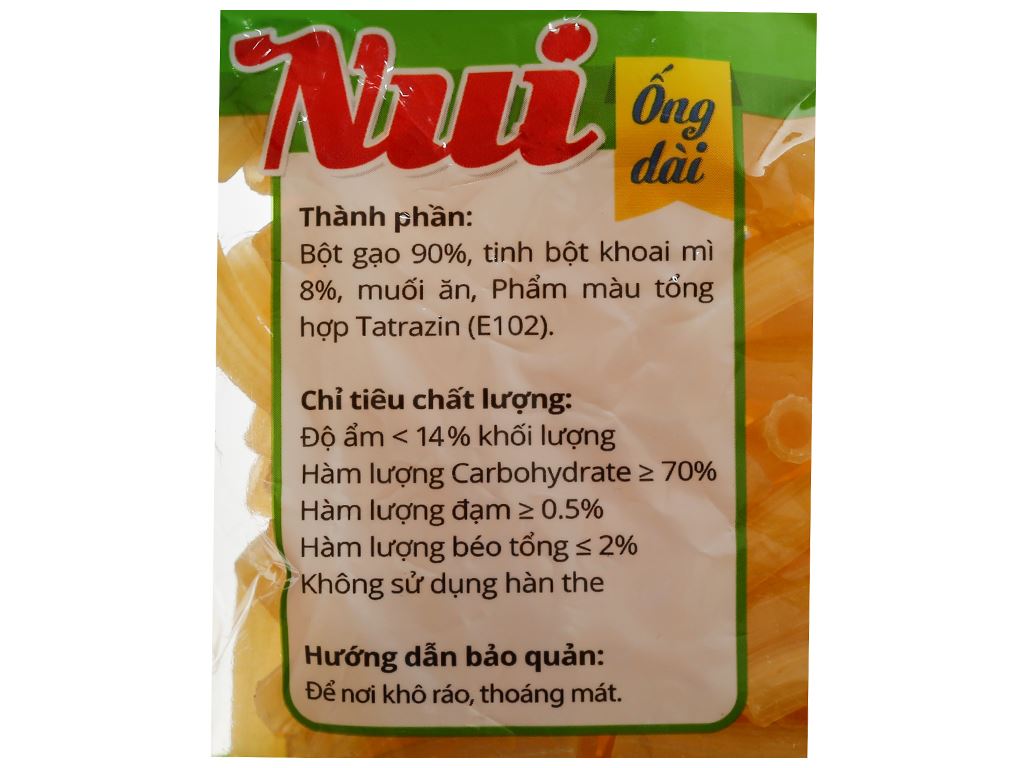 Nui
Ống
dài
Thành phần:
Bột gạo 90%, tinh bột khoai mì
8%, muối ăn, Phẩm màu tổng
hợp Tatrazin (E102).
Chỉ tiêu chất lượng:
Độ ẩm < 14% khối lượng
Hàm lượng Carbohydrate ≥ 70%
Hàm lượng đạm ≥ 0.5%
Hàm lượng béo tổng ≤ 2%
Không sử dụng hàn the
Hướng dẫn bảo quản:
Để nơi khô ráo, thoáng mát.